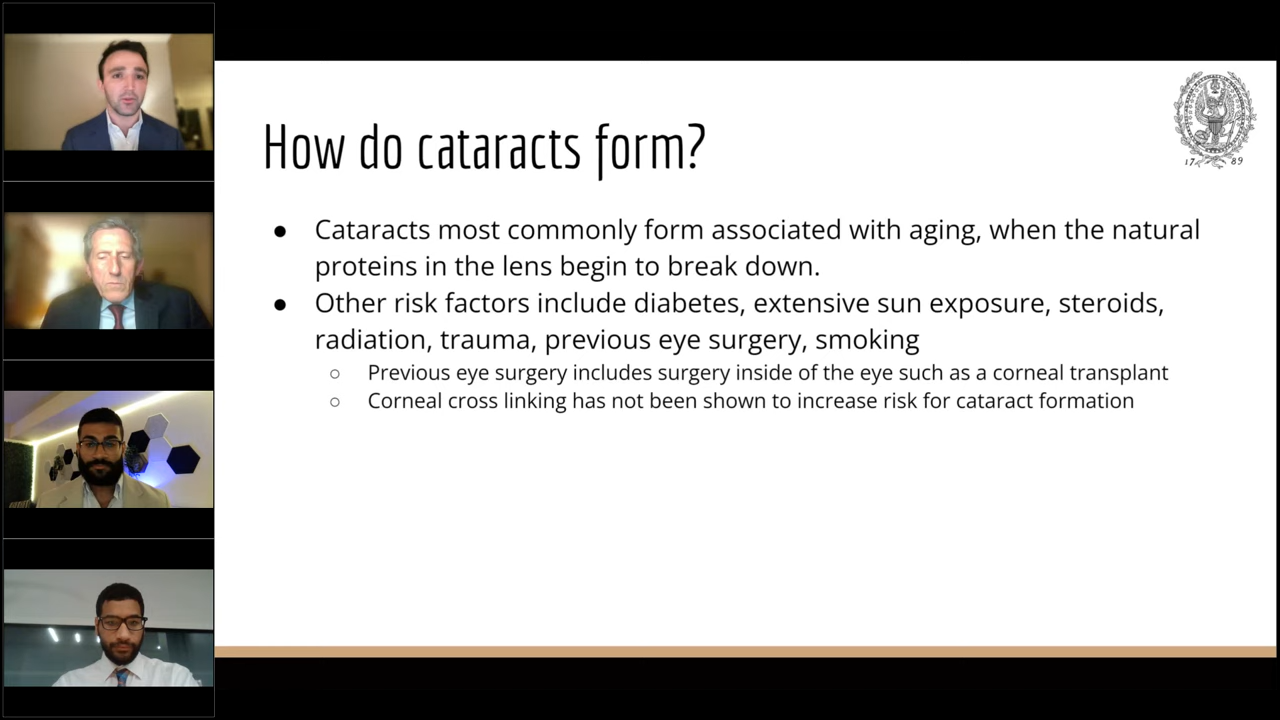 How do cataracts form?
17 89
● Cataracts most commonly form associated with aging, when the natural
proteins in the lens begin to break down.
● Other risk factors include diabetes, extensive sun exposure, steroids,
radiation, trauma, previous eye surgery, smoking
○ Previous eye surgery includes surgery inside of the eye such as a corneal transplant
○ Corneal cross linking has not been shown to increase risk for cataract formation